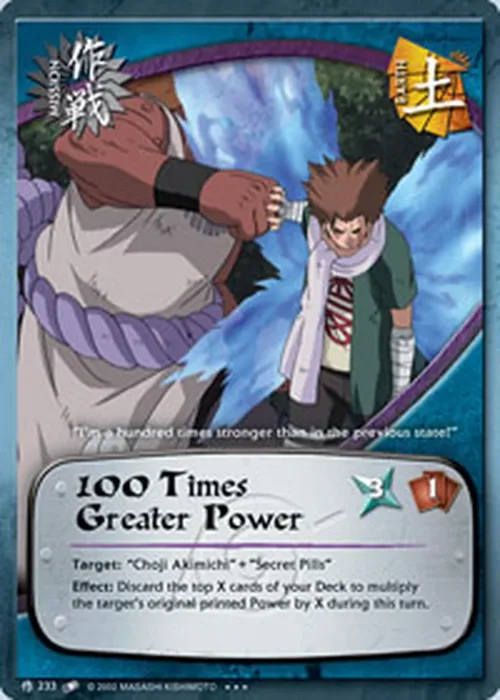 MISSION
作戦
EARTH
土
"I'm a hundred times stronger than in the previous state!"
100 Times
Greater Power
3
1
Target: "Choji Akimichi" + "Secret Pills"
Effect: Discard the top X cards of your Deck to multiply
the target's original printed Power by X during this turn.
233 © 2002 MASASHI KISHIMOTO